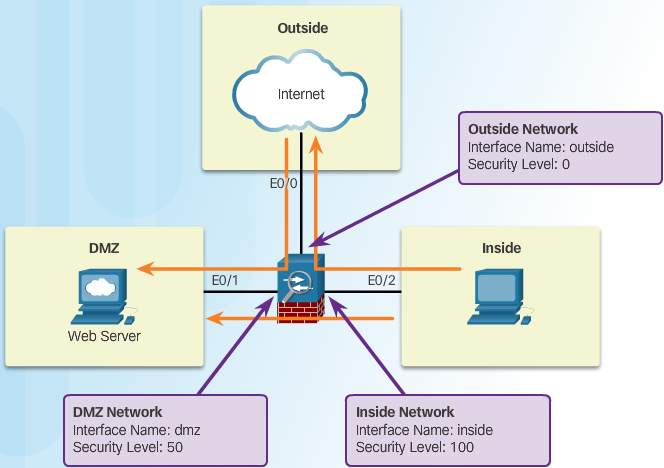 Outside
Internet
Outside Network
Interface Name: outside
Security Level: 0
E0/0
DMZ
Inside
E0/1
E0/2
Web Server
DMZ Network
Interface Name: dmz
Security Level: 50
Inside Network
Interface Name: inside
Security Level: 100